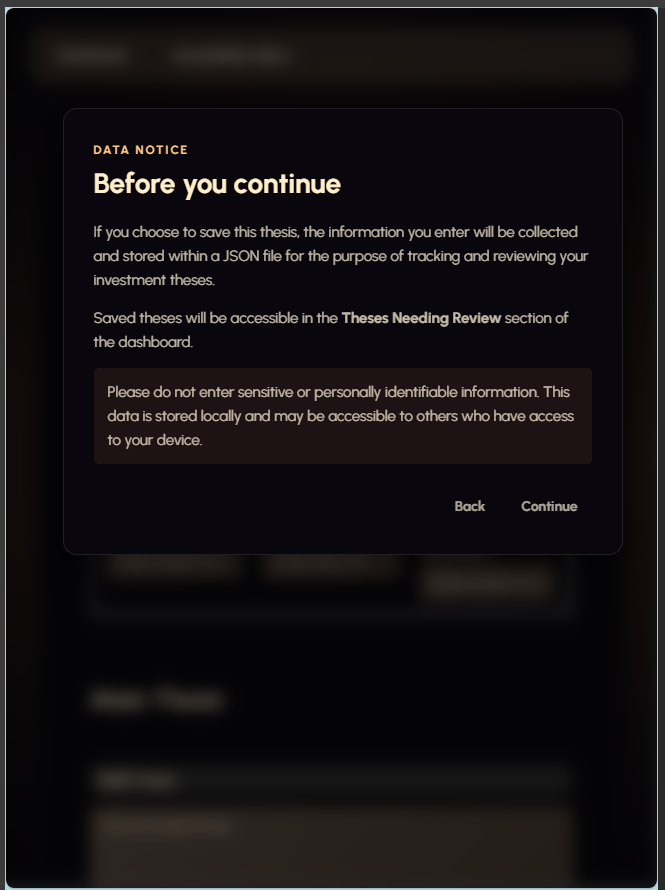 DATA NOTICE
Before you continue
If you choose to save this thesis, the information you enter will be collected
and stored within a JSON file for the purpose of tracking and reviewing your
investment theses.
Saved theses will be accessible in the Theses Needing Review section of
the dashboard.
Please do not enter sensitive or personally identifiable information. This
data is stored locally and may be accessible to others who have access
to your device.
Back
Continue